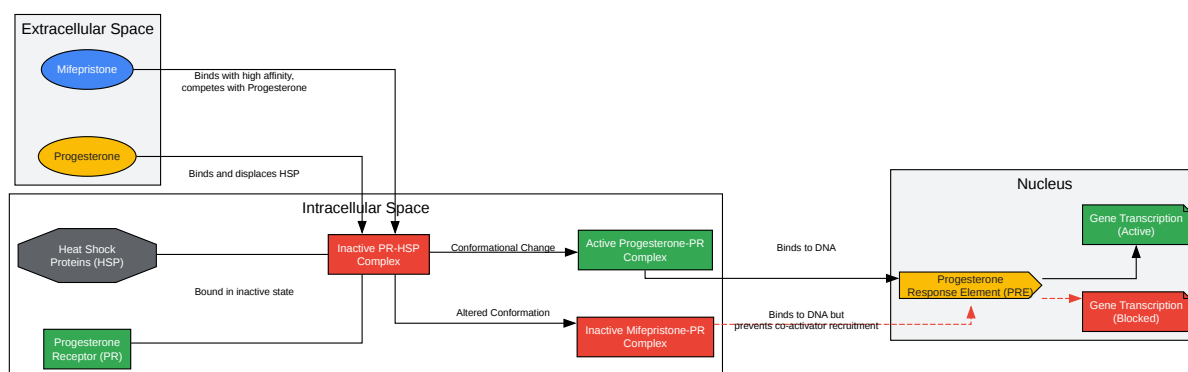 Extracellular Space
Mifepristone
Binds with high affinity,
competes with Progesterone
Progesterone
Binds and displaces HSP
Intracellular Space
Heat Shock
Proteins (HSP)
Inactive PR-HSP
Complex
Conformational Change
Active Progesterone-PR
Complex
Bound in inactive state
Altered Conformation
Inactive Mifepristone-PR
Complex
Progesterone
Receptor (PR)
Binds to DNA
Binds to DNA but
prevents co-activator recruitment
Nucleus
Gene Transcription
(Active)
Progesterone
Response Element (PRE)
Gene Transcription
(Blocked)